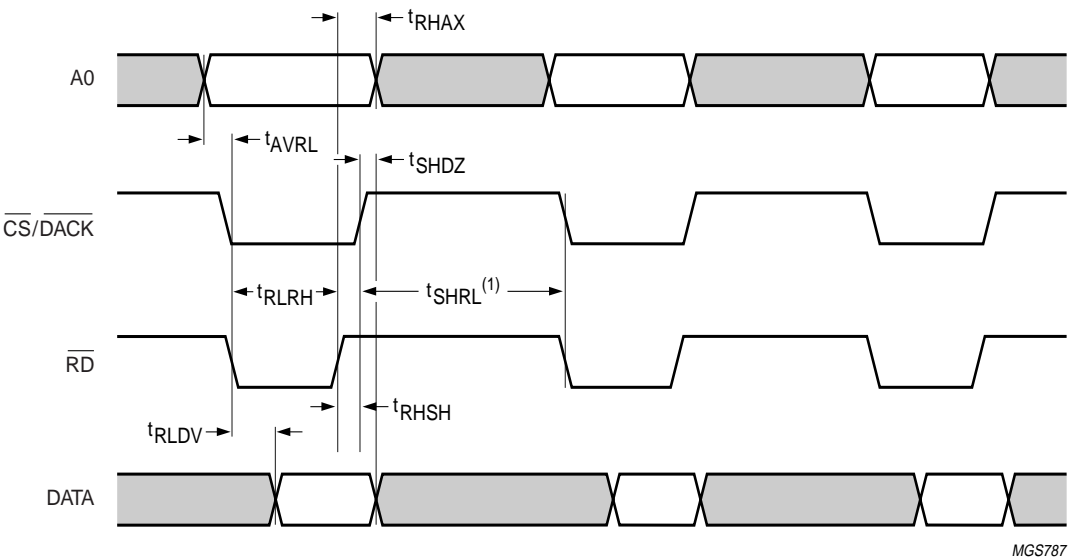 tRHAX
A0
tAVRL
tSHDZ
CS/DACK
tRLRH
tSHRL(1)
RD
tRHSH
tRLDV
DATA
MGS787